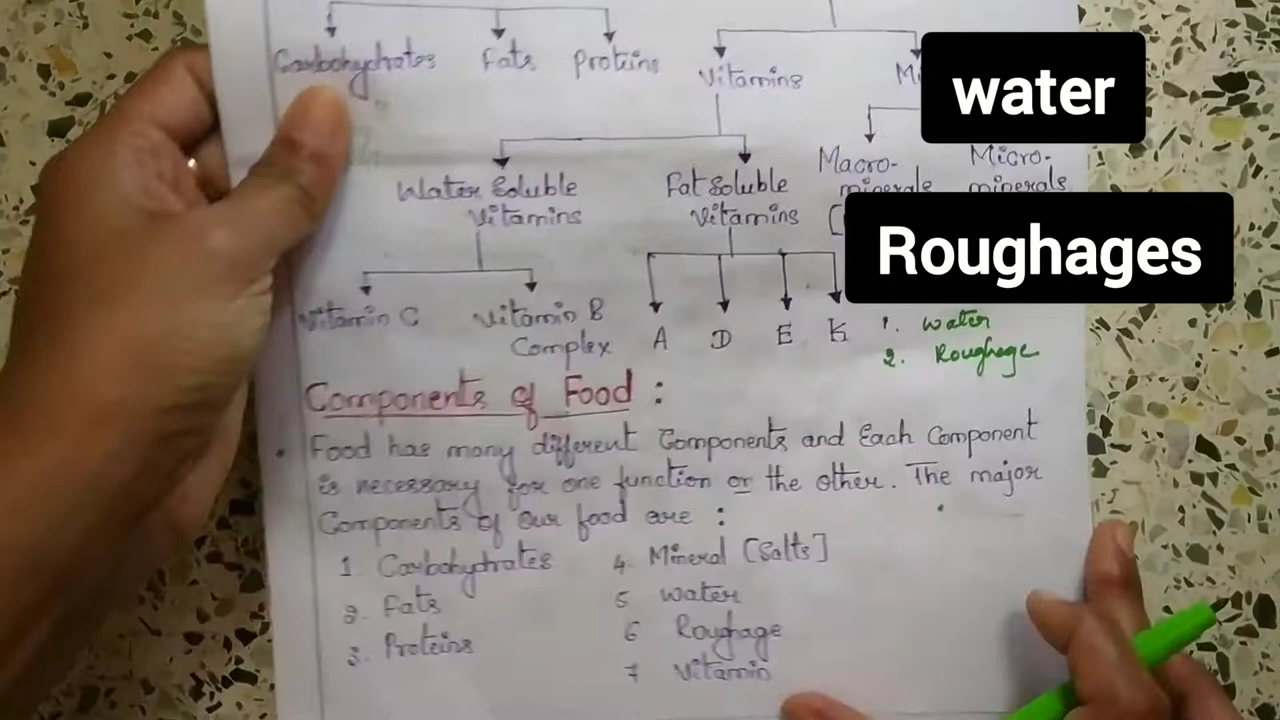 Carbohydrates Fats Proteins Vitamins Mi
water
Macro-minerals
Micro-minerals
Water Soluble Vitamins
Fat Soluble Vitamins [
Roughages
Vitamin C
Vitamin B Complex
A D E K
1. Water
2. Roughage
Components of Food :
• Food has many different Components and Each Component
is necessary for one function or the other. The major
Components of Our food are :
1. Carbohydrates
2. Fats
3. Proteins
4. Mineral [Salts]
5 Water
6 Roughage
7 Vitamin